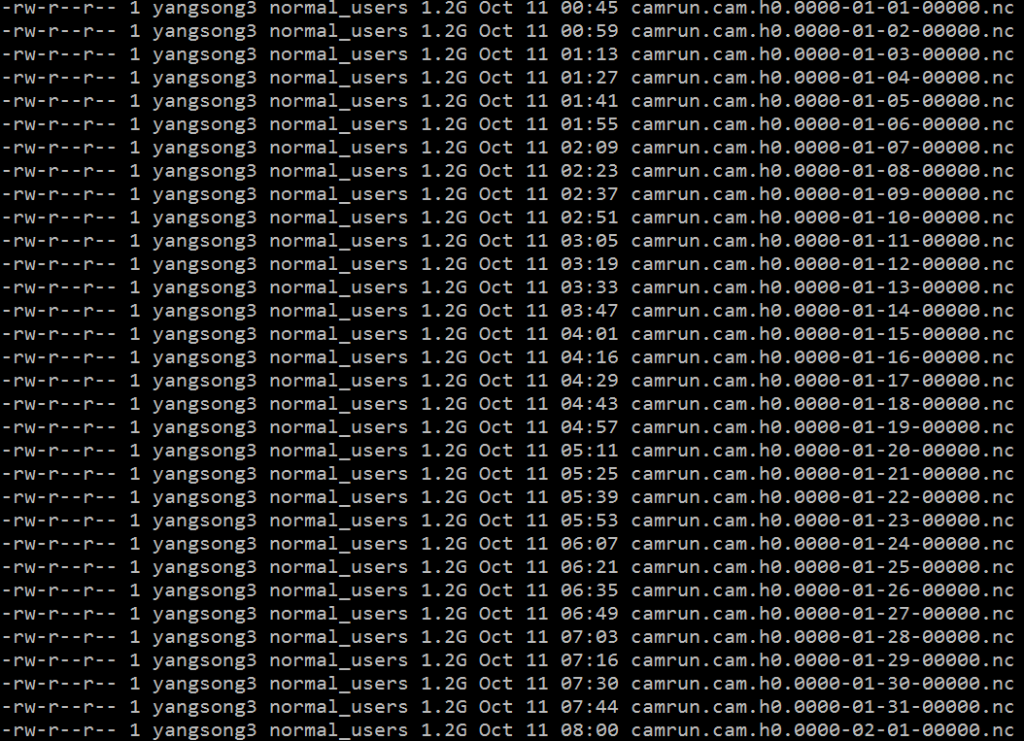 -rw-r--r-- 1 yangsong3 normal_users 1.2G Oct 11 00:45 camrun.cam.h0.0000-01-01-00000.nc
-rw-r--r-- 1 yangsong3 normal_users 1.2G Oct 11 00:59 camrun.cam.h0.0000-01-02-00000.nc
-rw-r--r-- 1 yangsong3 normal_users 1.2G Oct 11 01:13 camrun.cam.h0.0000-01-03-00000.nc
-rw-r--r-- 1 yangsong3 normal_users 1.2G Oct 11 01:27 camrun.cam.h0.0000-01-04-00000.nc
-rw-r--r-- 1 yangsong3 normal_users 1.2G Oct 11 01:41 camrun.cam.h0.0000-01-05-00000.nc
-rw-r--r-- 1 yangsong3 normal_users 1.2G Oct 11 01:55 camrun.cam.h0.0000-01-06-00000.nc
-rw-r--r-- 1 yangsong3 normal_users 1.2G Oct 11 02:09 camrun.cam.h0.0000-01-07-00000.nc
-rw-r--r-- 1 yangsong3 normal_users 1.2G Oct 11 02:23 camrun.cam.h0.0000-01-08-00000.nc
-rw-r--r-- 1 yangsong3 normal_users 1.2G Oct 11 02:37 camrun.cam.h0.0000-01-09-00000.nc
-rw-r--r-- 1 yangsong3 normal_users 1.2G Oct 11 02:51 camrun.cam.h0.0000-01-10-00000.nc
-rw-r--r-- 1 yangsong3 normal_users 1.2G Oct 11 03:05 camrun.cam.h0.0000-01-11-00000.nc
-rw-r--r-- 1 yangsong3 normal_users 1.2G Oct 11 03:19 camrun.cam.h0.0000-01-12-00000.nc
-rw-r--r-- 1 yangsong3 normal_users 1.2G Oct 11 03:33 camrun.cam.h0.0000-01-13-00000.nc
-rw-r--r-- 1 yangsong3 normal_users 1.2G Oct 11 03:47 camrun.cam.h0.0000-01-14-00000.nc
-rw-r--r-- 1 yangsong3 normal_users 1.2G Oct 11 04:01 camrun.cam.h0.0000-01-15-00000.nc
-rw-r--r-- 1 yangsong3 normal_users 1.2G Oct 11 04:16 camrun.cam.h0.0000-01-16-00000.nc
-rw-r--r-- 1 yangsong3 normal_users 1.2G Oct 11 04:29 camrun.cam.h0.0000-01-17-00000.nc
-rw-r--r-- 1 yangsong3 normal_users 1.2G Oct 11 04:43 camrun.cam.h0.0000-01-18-00000.nc
-rw-r--r-- 1 yangsong3 normal_users 1.2G Oct 11 04:57 camrun.cam.h0.0000-01-19-00000.nc
-rw-r--r-- 1 yangsong3 normal_users 1.2G Oct 11 05:11 camrun.cam.h0.0000-01-20-00000.nc
-rw-r--r-- 1 yangsong3 normal_users 1.2G Oct 11 05:25 camrun.cam.h0.0000-01-21-00000.nc
-rw-r--r-- 1 yangsong3 normal_users 1.2G Oct 11 05:39 camrun.cam.h0.0000-01-22-00000.nc
-rw-r--r-- 1 yangsong3 normal_users 1.2G Oct 11 05:53 camrun.cam.h0.0000-01-23-00000.nc
-rw-r--r-- 1 yangsong3 normal_users 1.2G Oct 11 06:07 camrun.cam.h0.0000-01-24-00000.nc
-rw-r--r-- 1 yangsong3 normal_users 1.2G Oct 11 06:21 camrun.cam.h0.0000-01-25-00000.nc
-rw-r--r-- 1 yangsong3 normal_users 1.2G Oct 11 06:35 camrun.cam.h0.0000-01-26-00000.nc
-rw-r--r-- 1 yangsong3 normal_users 1.2G Oct 11 06:49 camrun.cam.h0.0000-01-27-00000.nc
-rw-r--r-- 1 yangsong3 normal_users 1.2G Oct 11 07:03 camrun.cam.h0.0000-01-28-00000.nc
-rw-r--r-- 1 yangsong3 normal_users 1.2G Oct 11 07:16 camrun.cam.h0.0000-01-29-00000.nc
-rw-r--r-- 1 yangsong3 normal_users 1.2G Oct 11 07:30 camrun.cam.h0.0000-01-30-00000.nc
-rw-r--r-- 1 yangsong3 normal_users 1.2G Oct 11 07:44 camrun.cam.h0.0000-01-31-00000.nc
-rw-r--r-- 1 yangsong3 normal_users 1.2G Oct 11 08:00 camrun.cam.h0.0000-02-01-00000.nc